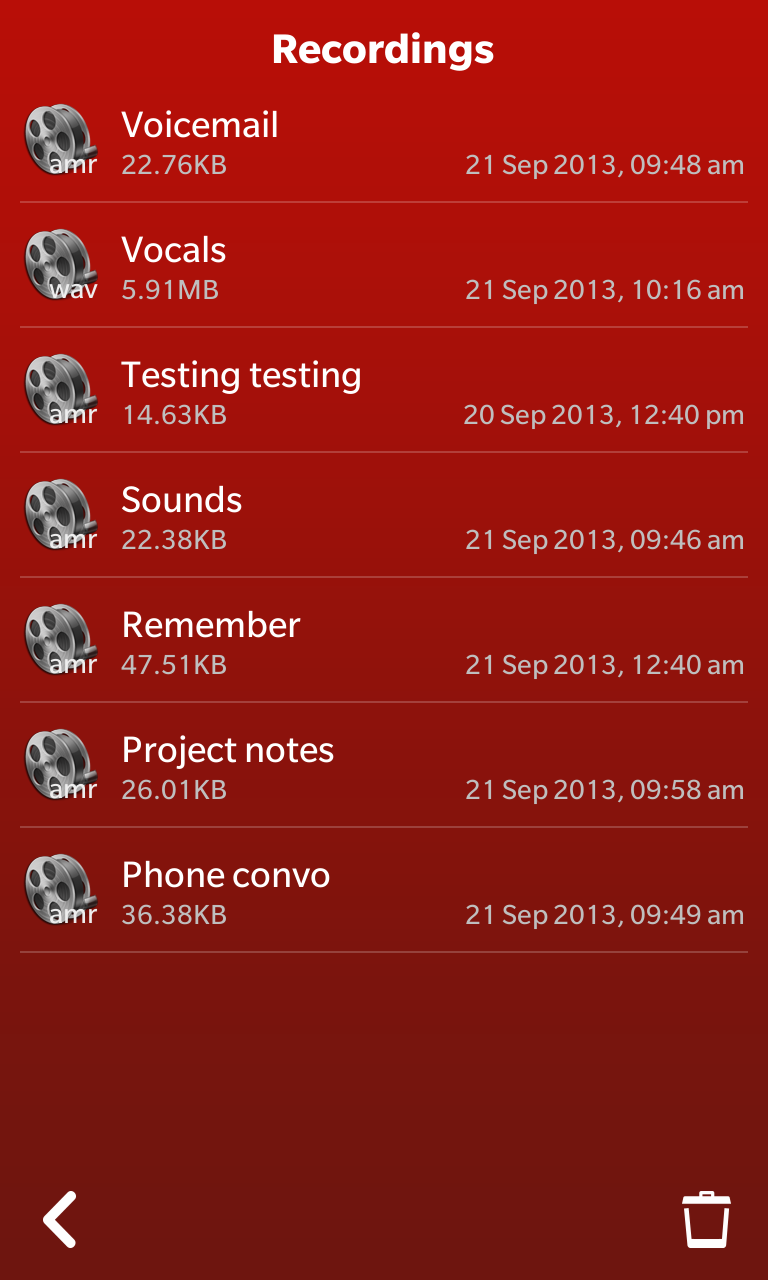 Recordings
Voicemail
amr 22.76KB 21 Sep 2013, 09:48 am
Vocals
wav 5.91MB 21 Sep 2013, 10:16 am
Testing testing
amr 14.63KB 20 Sep 2013, 12:40 pm
Sounds
amr 22.38KB 21 Sep 2013, 09:46 am
Remember
amr 47.51KB 21 Sep 2013, 12:40 am
Project notes
amr 26.01KB 21 Sep 2013, 09:58 am
Phone convo
amr 36.38KB 21 Sep 2013, 09:49 am